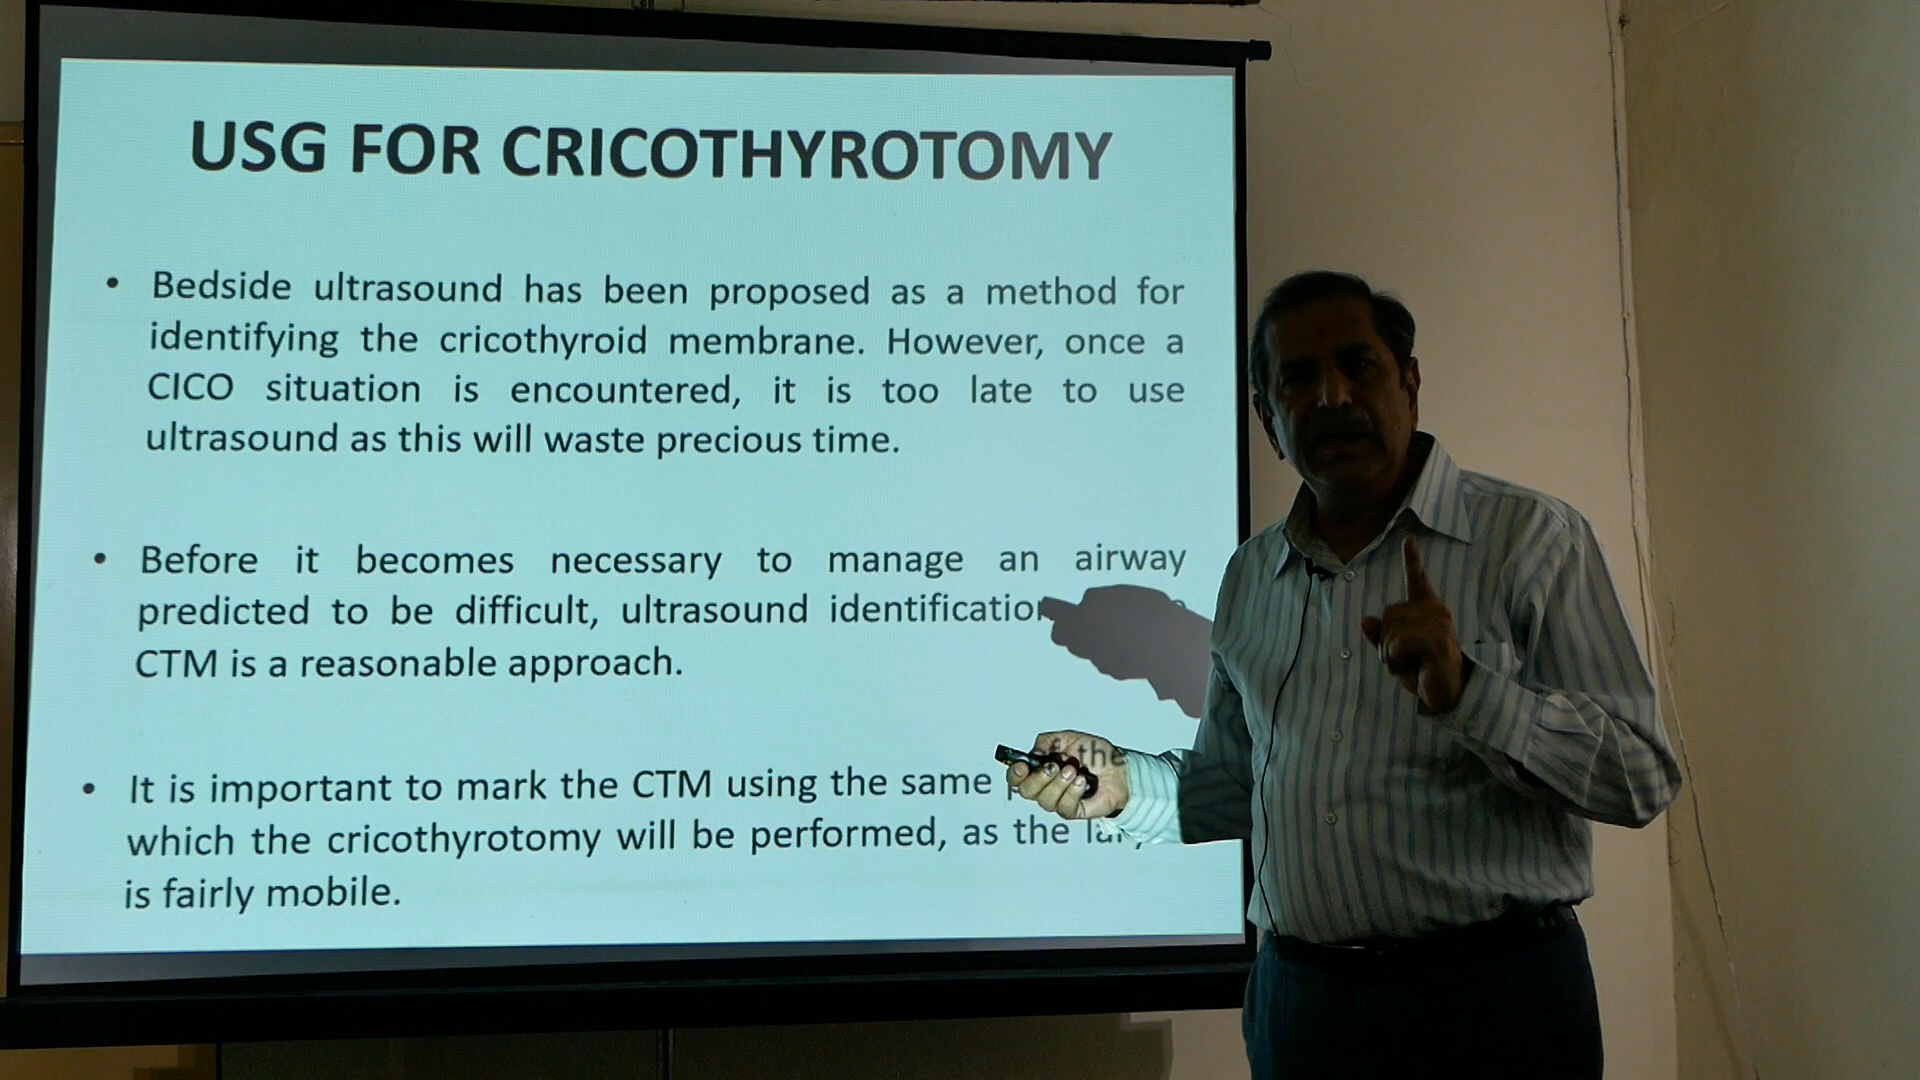 USG FOR CRICOTHYROTOMY
• Bedside ultrasound has been proposed as a method for
identifying the cricothyroid membrane. However, once a
CICO situation is encountered, it is too late to use
ultrasound as this will waste precious time.
• Before it becomes necessary to manage an airway
predicted to be difficult, ultrasound identification
CTM is a reasonable approach.
• It is important to mark the CTM using the same of the
which the cricothyrotomy will be performed, as the
is fairly mobile.